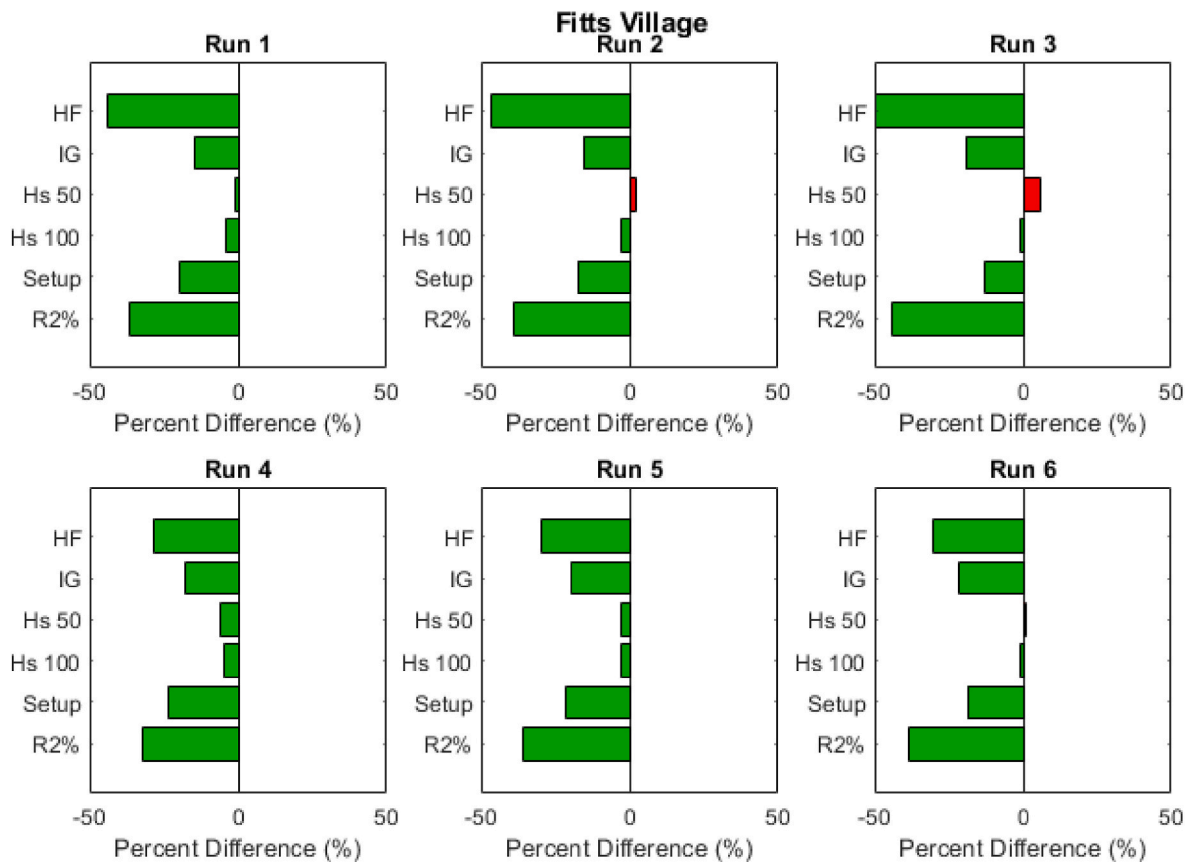 Fitts Village
Run 1
Run 2
Run 3
HF
IG
Hs 50
Hs 100
Setup
R2%
-50
0
50
Percent Difference (%)
HF
IG
Hs 50
Hs 100
Setup
R2%
-50
0
50
Percent Difference (%)
HF
IG
Hs 50
Hs 100
Setup
R2%
-50
0
50
Percent Difference (%)
Run 4
Run 5
Run 6
HF
IG
Hs 50
Hs 100
Setup
R2%
-50
0
50
Percent Difference (%)
HF
IG
Hs 50
Hs 100
Setup
R2%
-50
0
50
Percent Difference (%)
HF
IG
Hs 50
Hs 100
Setup
R2%
-50
0
50
Percent Difference (%)